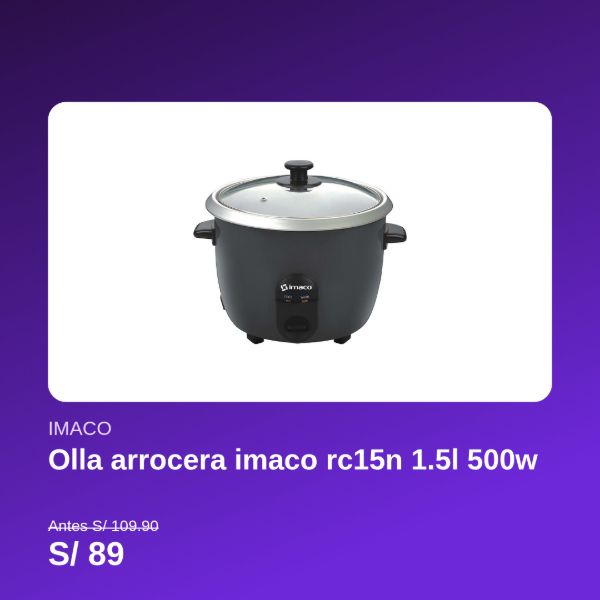 imaco
IMACO
Olla arrocera imaco rc15n 1.5l 500w
Antes S/ 109.90
S/ 89